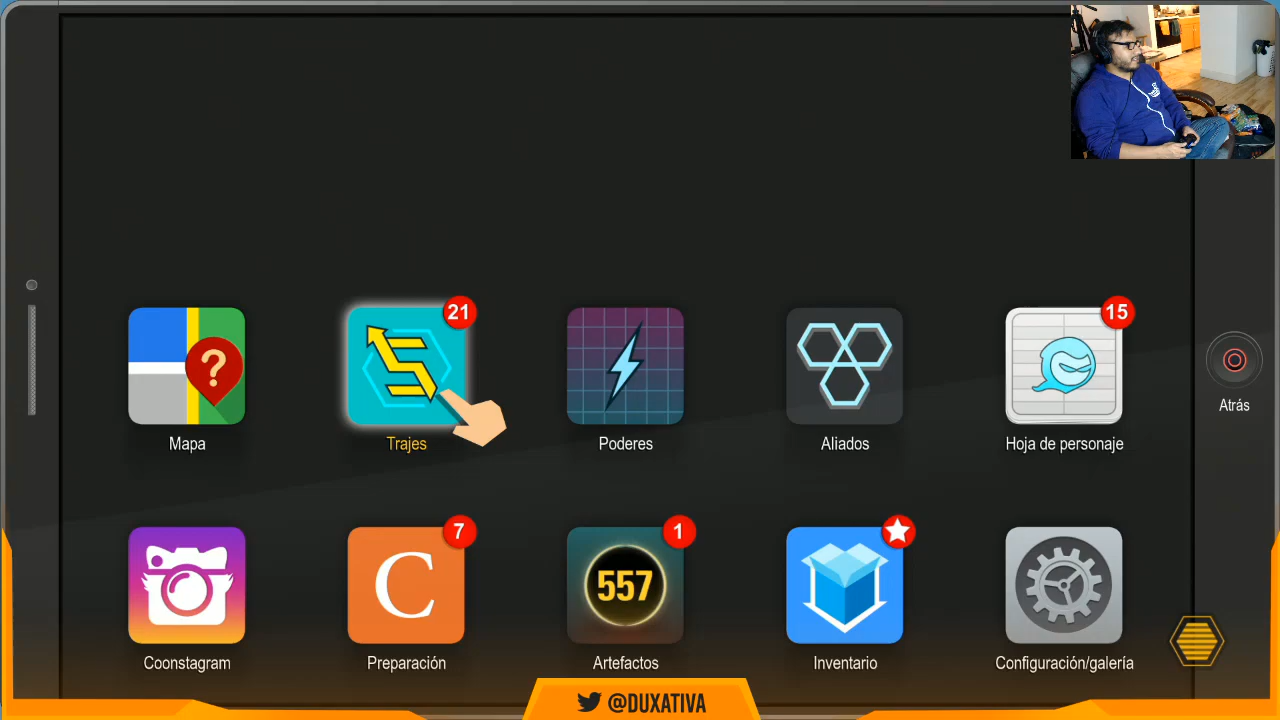 21
15
Mapa
Trajes
Poderes
Aliados
Hoja de personaje
Atrás
7
1
C
557
Coonstagram
Preparación
Artefactos
Inventario
Configuración/galería
@DUXATIVA